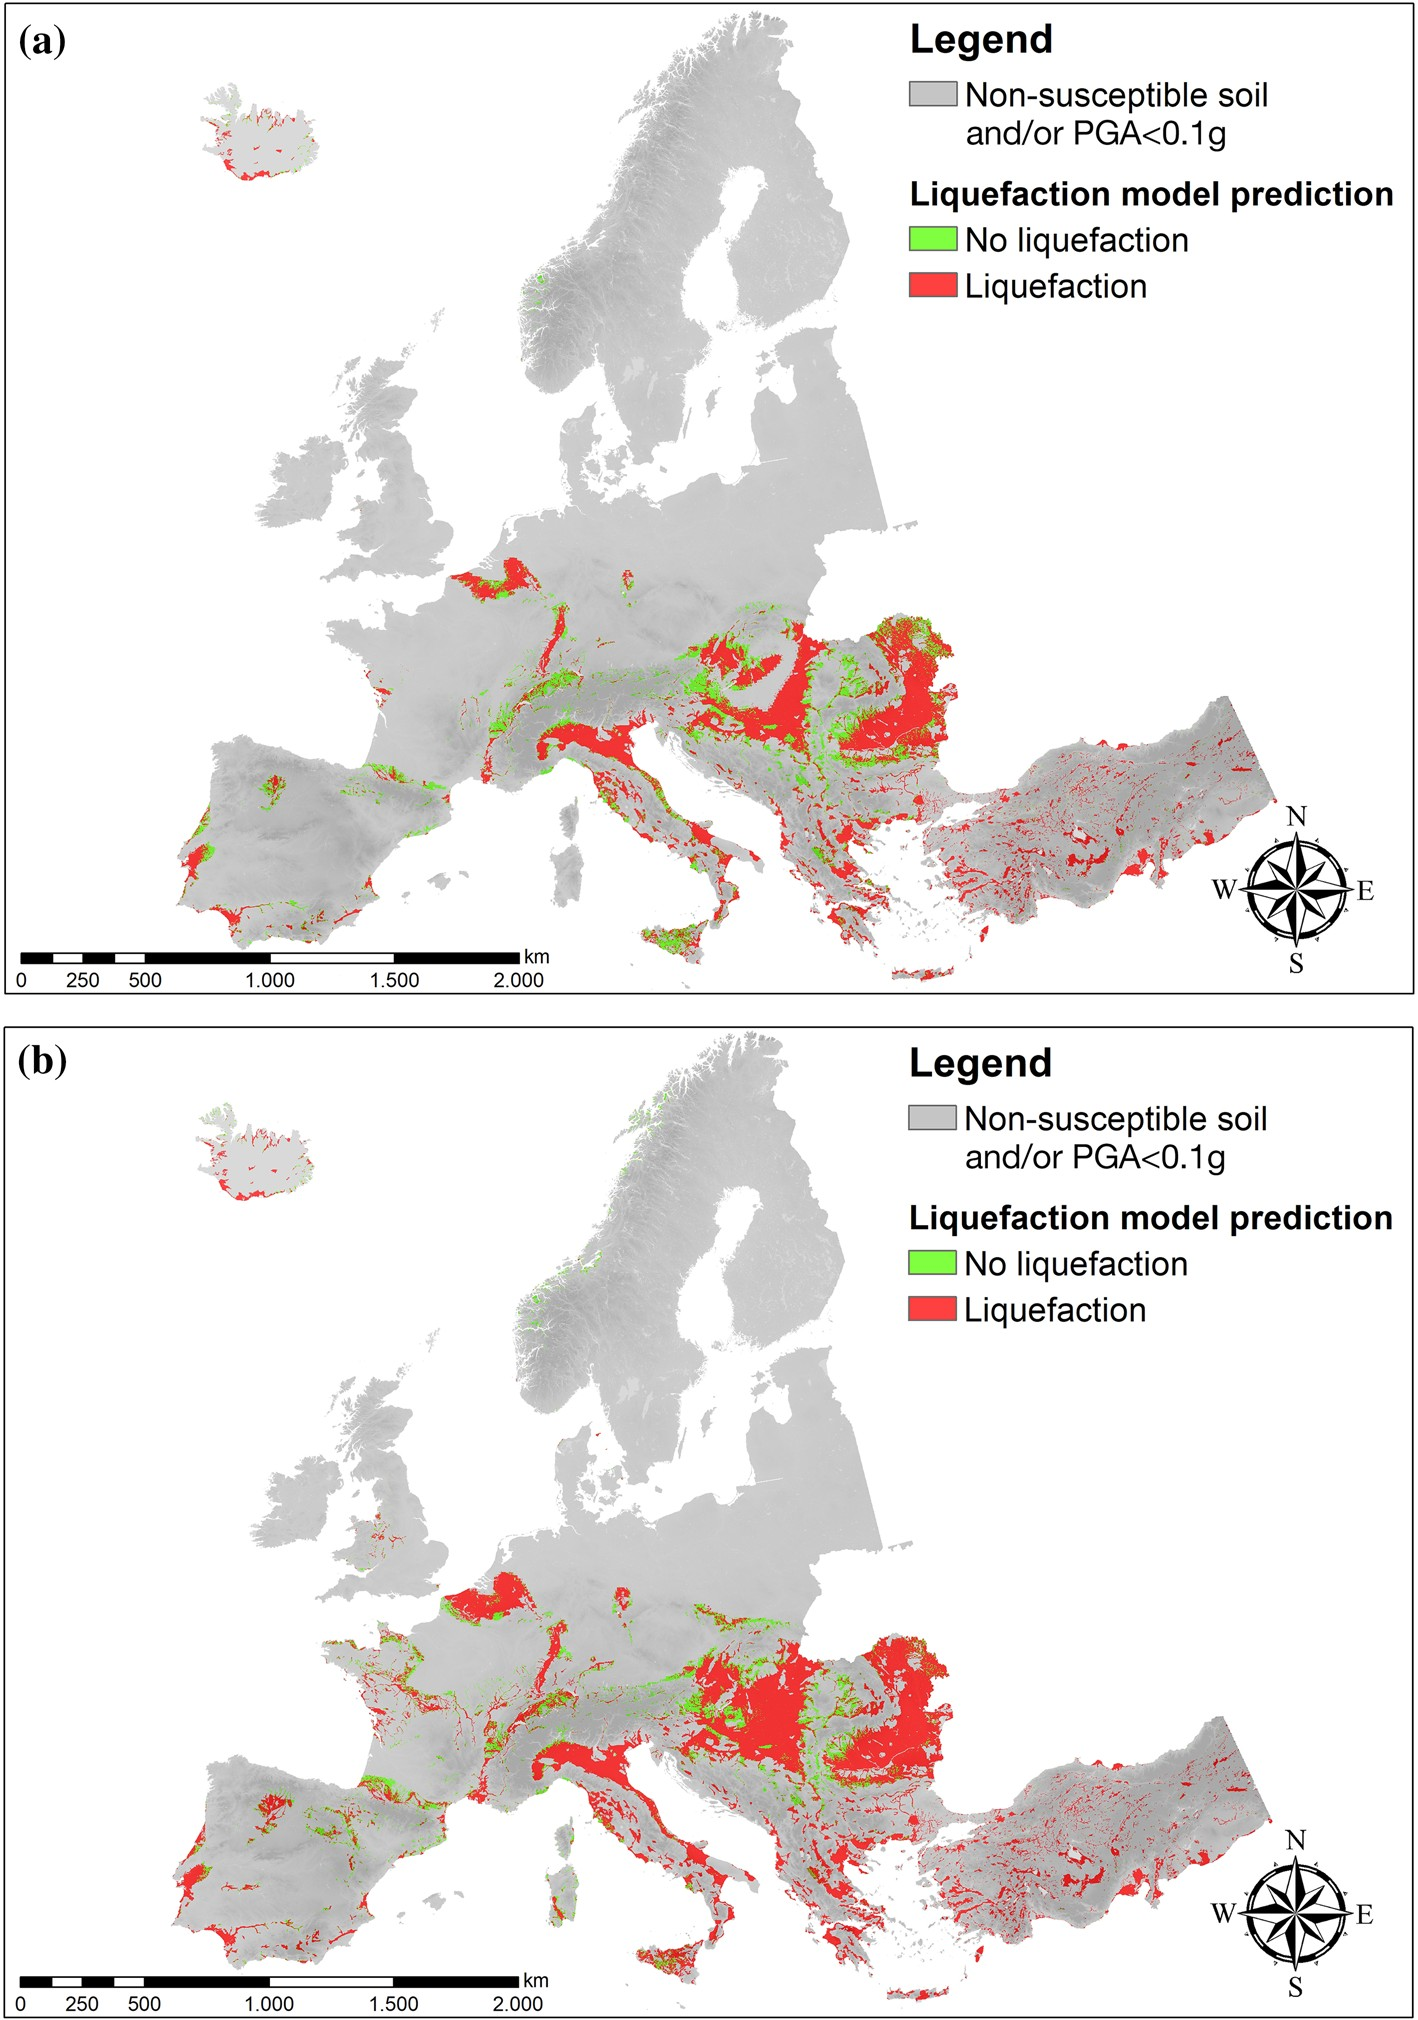 (a)
Legend
Non-susceptible soil
and/or PGA<0.1g
Liquefaction model prediction
No liquefaction
Liquefaction
N
W E
S
km
0 250 500 1.000 1.500 2.000
(b)
Legend
Non-susceptible soil
and/or PGA<0.1g
Liquefaction model prediction
No liquefaction
Liquefaction
N
W E
S
km
0 250 500 1.000 1.500 2.000